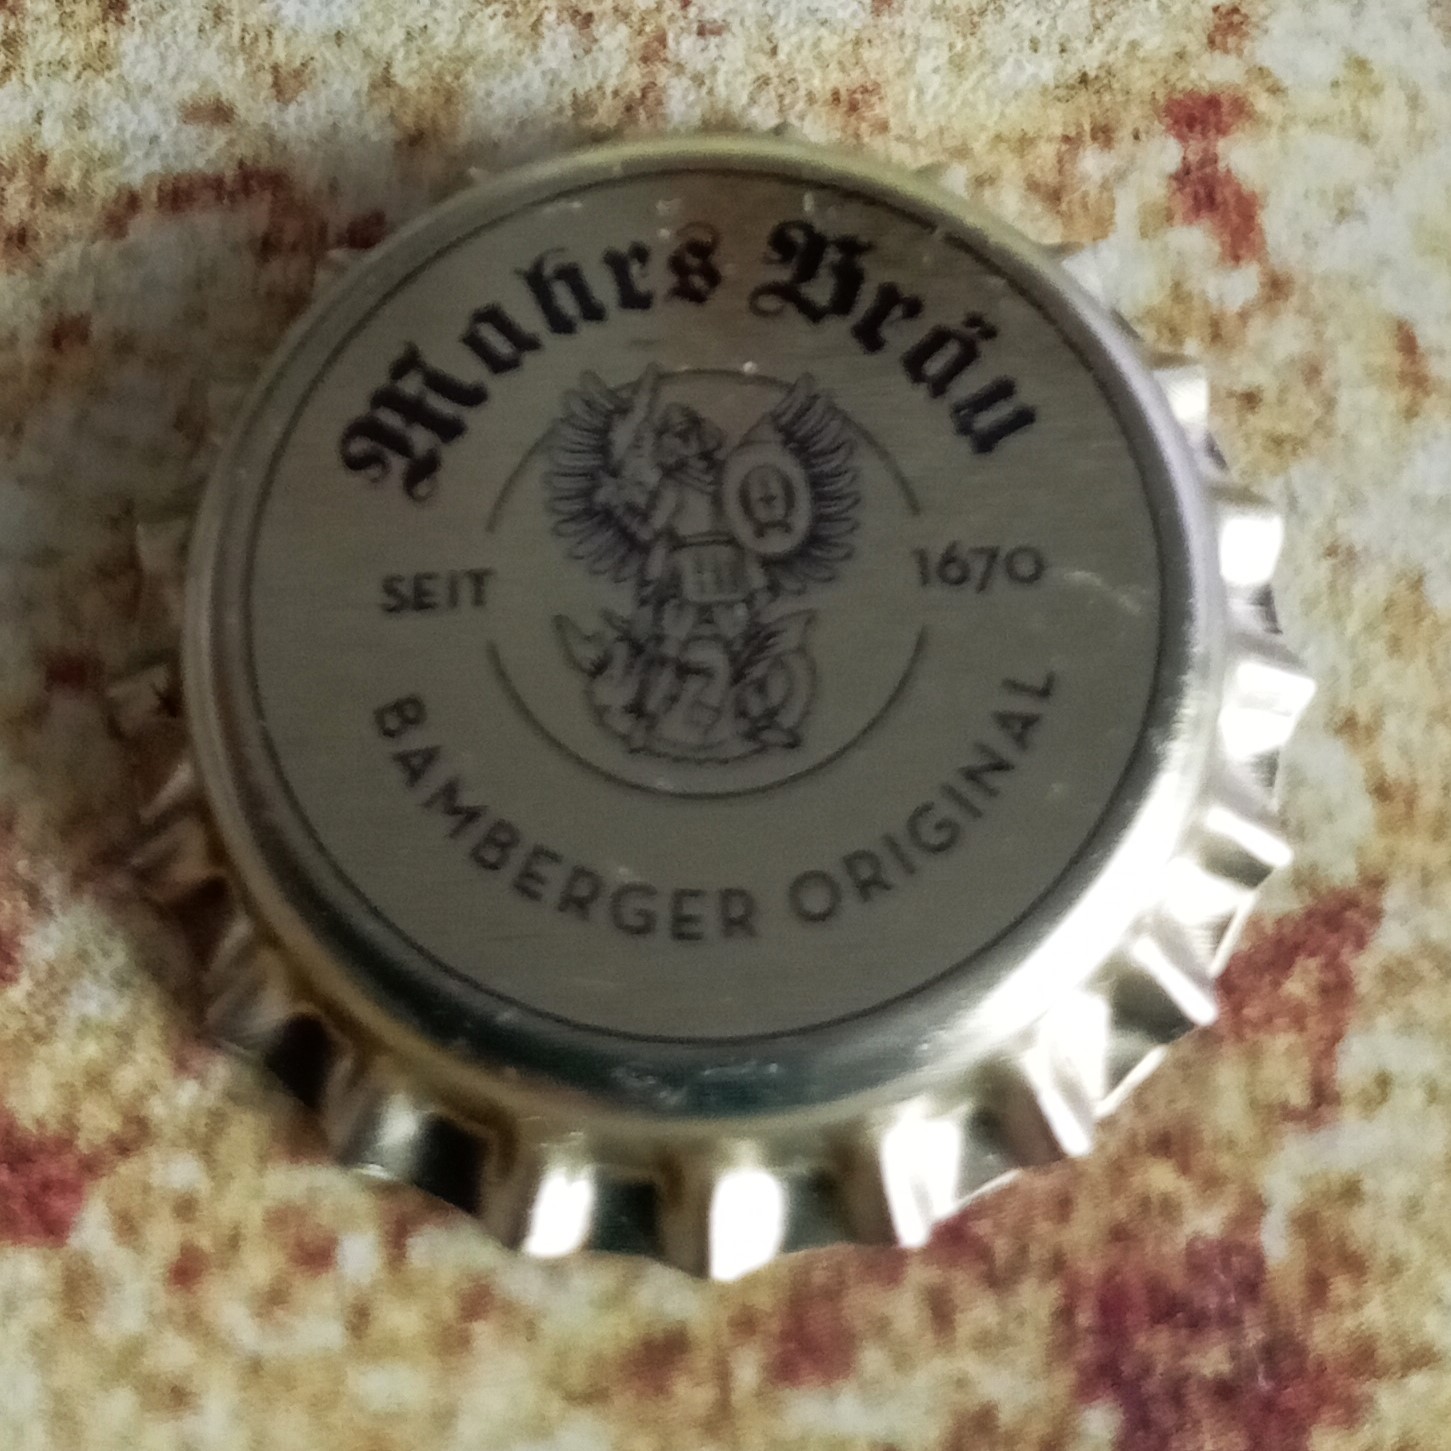 Mahrs Bräu
SEIT 1670
BAMBERGER ORIGINAL